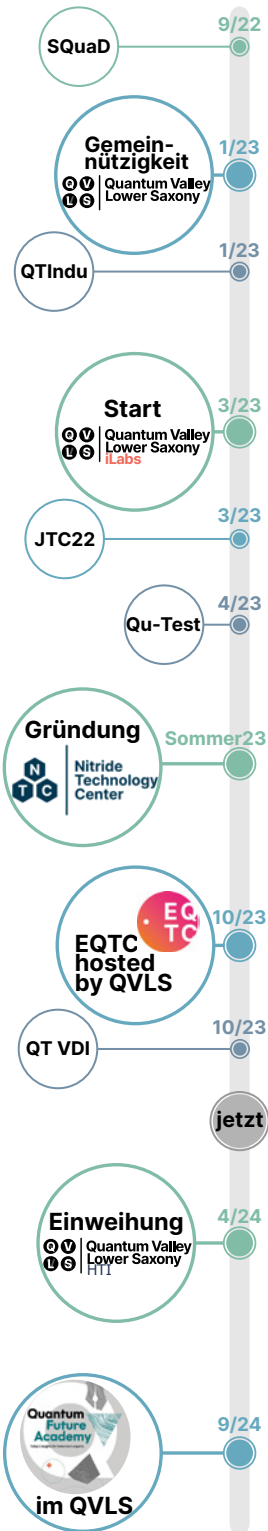 9/22
SQuaD
1/23
Gemein-
nützigkeit
Q V Quantum Valley
L S Lower Saxony
1/23
QTIndu
3/23
Start
Q V Quantum Valley
L S Lower Saxony
iLabs
3/23
JTC22
4/23
Qu-Test
Sommer23
Gründung
N
T C
Nitride
Technology
Center
10/23
EQ
TC
EQTC
hosted
by QVLS
10/23
QT VDI
jetzt
4/24
Einweihung
Q V Quantum Valley
L S Lower Saxony
HTI
9/24
Quantum
Future
Academy
im QVLS